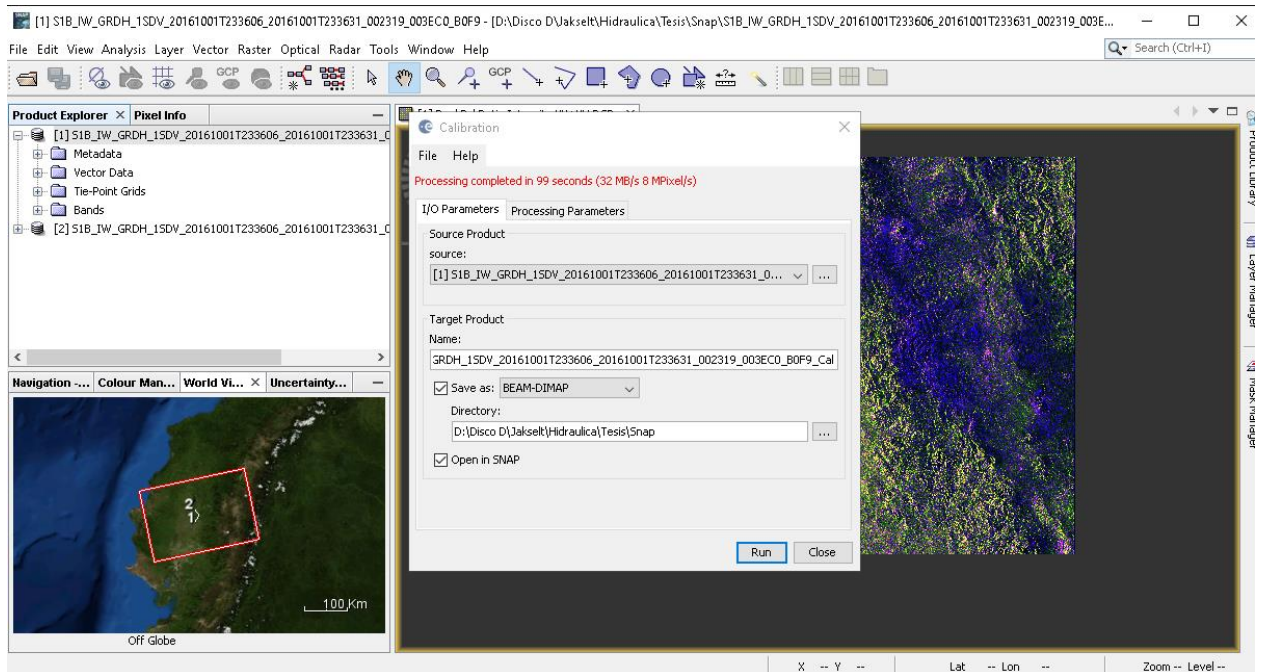 [1] S1B_IW_GRDH_1SDV_20161001T233606_20161001T233631_002319_003EC0_B0F9 - [D:\Disco D\Jakselt\Hidraulica\Tesis\Snap\S1B_IW_GRDH_1SDV_20161001T233606_20161001T233631_002319_003E...
File Edit View Analysis Layer Vector Raster Optical Radar Tools Window Help
Search (Ctrl+I)
GCP
GCP
Product Explorer × Pixel Info
[1] S1B_IW_GRDH_1SDV_20161001T233606_20161001T233631_0
Metadata
Vector Data
Tie-Point Grids
Bands
[2] S1B_IW_GRDH_1SDV_20161001T233606_20161001T233631_0
Calibration
File Help
Processing completed in 99 seconds (32 MB/s 8 MPixel/s)
I/O Parameters Processing Parameters
Source Product
source:
[1] S1B_IW_GRDH_1SDV_20161001T233606_20161001T233631_0...
Target Product
Name:
GRDH_1SDV_20161001T233606_20161001T233631_002319_003EC0_B0F9_Cal
Save as: BEAM-DIMAP
Directory:
D:\Disco D\Jakselt\Hidraulica\Tesis\Snap
Open in SNAP
Run Close
Product Library
Layer Manager
Mask Manager
Navigation -... Colour Man... World Vi... × Uncertainty...
2
1
100 Km
Off Globe
X -- Y -- Lat -- Lon -- Zoom -- Level --